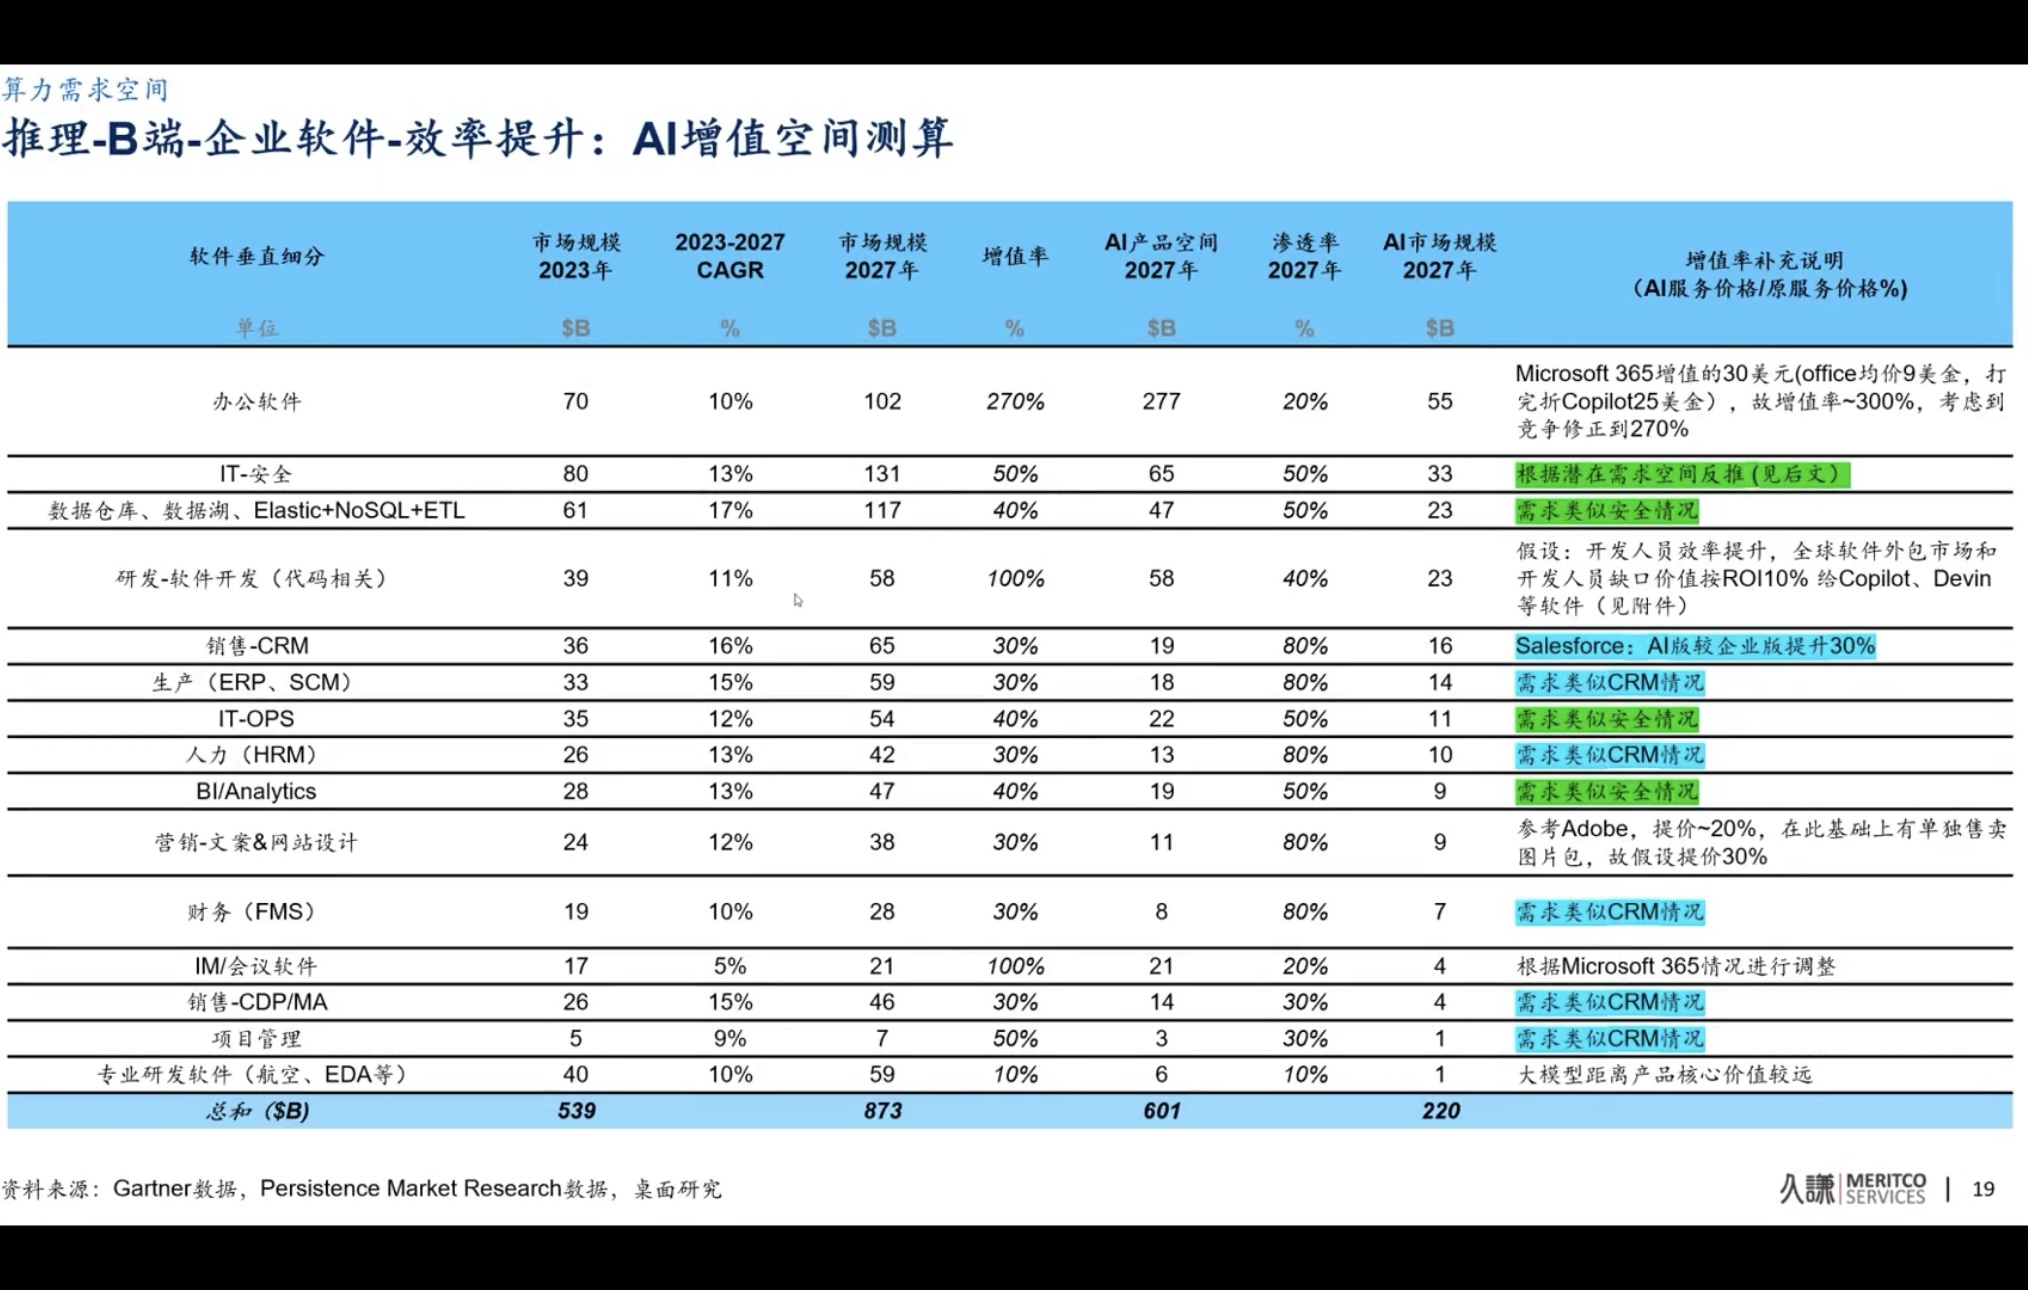 算力需求空间
推理-B端-企业软件-效率提升：AI增值空间测算
软件垂直细分 市场规模 2023年 2023-2027 CAGR 市场规模 2027年 增值率 AI产品空间 2027年 渗透率 2027年 AI市场规模 2027年 增值率补充说明
（AI服务价格/原服务价格%)
单位 $B % $B % $B % $B
办公软件 70 10% 102 270% 277 20% 55 Microsoft 365增值的30美元(office均价9美金，打
完折Copilot25美金），故增值率~300%，考虑到
竞争修正到270%
IT-安全 80 13% 131 50% 65 50% 33 根据潜在需求空间反推 (见后文）
数据仓库、数据湖、Elastic+NoSQL+ETL 61 17% 117 40% 47 50% 23 需求类似安全情况
研发-软件开发（代码相关） 39 11% 58 100% 58 40% 23 假设：开发人员效率提升，全球软件外包市场和
开发人员缺口价值按ROI10% 给Copilot、Devin
等软件（见附件）
销售-CRM 36 16% 65 30% 19 80% 16 Salesforce：AI版较企业版提升30%
生产（ERP、SCM） 33 15% 59 30% 18 80% 14 需求类似CRM情况
IT-OPS 35 12% 54 40% 22 50% 11 需求类似安全情况
人力（HRM） 26 13% 42 30% 13 80% 10 需求类似CRM情况
BI/Analytics 28 13% 47 40% 19 50% 9 需求类似安全情况
营销-文案&网站设计 24 12% 38 30% 11 80% 9 参考Adobe，提价~20%，在此基础上有单独售卖
图片包，故假设提价30%
财务（FMS） 19 10% 28 30% 8 80% 7 需求类似CRM情况
IM/会议软件 17 5% 21 100% 21 20% 4 根据Microsoft 365情况进行调整
销售-CDP/MA 26 15% 46 30% 14 30% 4 需求类似CRM情况
项目管理 5 9% 7 50% 3 30% 1 需求类似CRM情况
专业研发软件（航空、EDA等） 40 10% 59 10% 6 10% 1 大模型距离产品核心价值较远
总和（$B) 539 873 601 220
资料来源：Gartner数据，Persistence Market Research数据，桌面研究
久謙 MERITCO
SERVICES
19